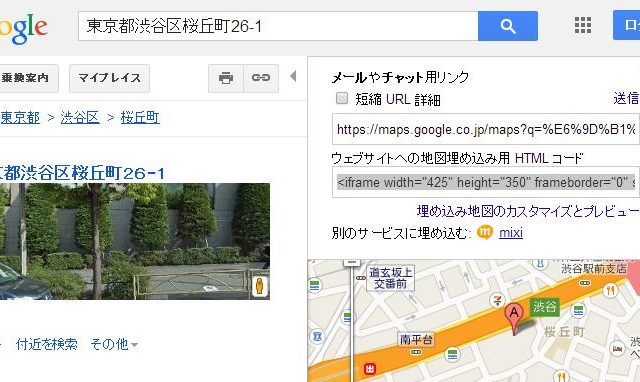 ogle
東京都渋谷区桜丘町26-1
乗換案内
マイプレイス
東京都 > 渋谷区 > 桜丘町
京都渋谷区桜丘町26-1
付近を検索 その他
メールやチャット用リンク
短縮 URL 詳細
送信
https://maps.google.co.jp/maps?q=%E6%9D%B1%
ウェブサイトへの地図埋め込み用 HTML コード
<iframe width="425" height="350" frameborder="0" s
埋め込み地図のカスタマイズとプレビュー
別のサービスに埋め込む: mixi
道玄坂上
交番前
渋谷
駅前支店
A
渋谷
桜丘町
南平台
出